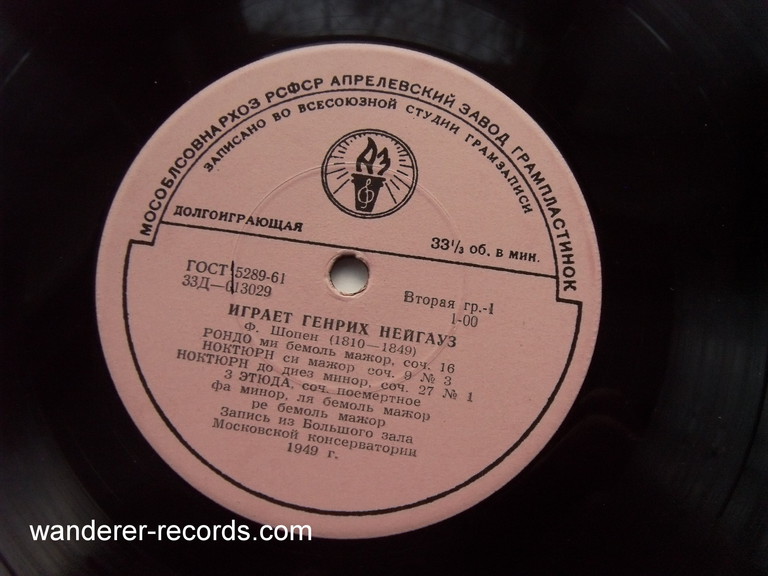 МОСОБЛСОВНАРХОЗ РСФСР АПРЕЛЕВСКИЙ ЗАВОД ГРАМПЛАСТИНОК
ЗАПИСАНО ВО ВСЕСОЮЗНОЙ СТУДИИ ГРАМЗАПИСИ
АЗ
ДОЛГОИГРАЮЩАЯ
33 1/3 об. в мин.
ГОСТ 5289-61
33Д—013029
Вторая гр.-1
1-00
ИГРАЕТ ГЕНРИХ НЕЙГАУЗ
Ф. Шопен (1810—1849)
РОНДО ми бемоль мажор, соч. 16
НОКТЮРН си мажор соч. 9 № 3
НОКТЮРН до диез минор, соч. 27 № 1
3 ЭТЮДА, соч. посмертное
фа минор, ля бемоль мажор
ре бемоль мажор
Запись из Большого зала
Московской консерватории
1949 г.
wanderer-records.com